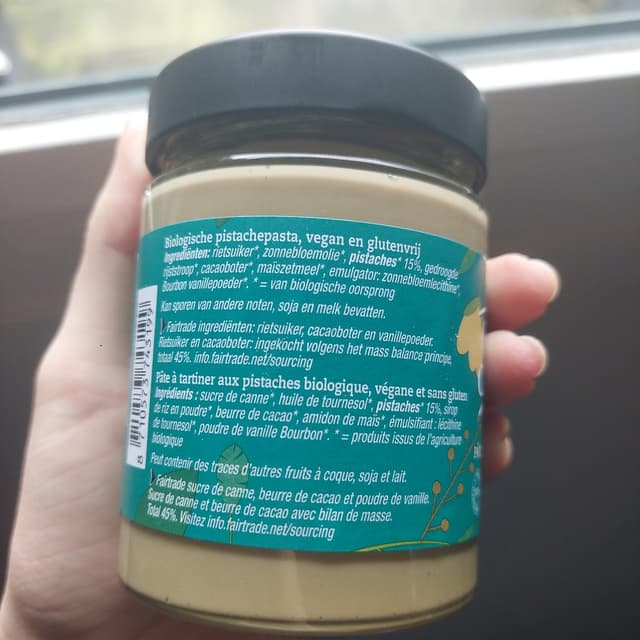 Biologische pistachepasta, vegan en glutenvrij
Ingrediënten: rietsuiker*, zonnebloemolie*, pistaches* 15%, gedroogde
rijststroop*, cacaoboter*, maïszetmeel*, emulgator: zonnebloemlecithine*,
Bourbon vanillepoeder*. * = van biologische oorsprong
Kan sporen van andere noten, soja en melk bevatten.
Fairtrade ingrediënten: rietsuiker, cacaoboter en vanillepoeder.
Rietsuiker en cacaoboter: ingekocht volgens het mass balance principe,
totaal 45%. info.fairtrade.net/sourcing
Pâte à tartiner aux pistaches biologique, végane et sans gluten
Ingrédients : sucre de canne*, huile de tournesol*, pistaches* 15%, sirop
de riz en poudre*, beurre de cacao*, amidon de maïs*, émulsifiant : lécithine
de tournesol*, poudre de vanille Bourbon*. * = produits issus de l'agriculture
biologique
Peut contenir des traces d'autres fruits à coque, soja et lait.
Fairtrade sucre de canne, beurre de cacao et poudre de vanille.
Sucre de canne et beurre de cacao avec bilan de masse.
Total 45%. Visitez info.fairtrade.net/sourcing
8 710573 743195